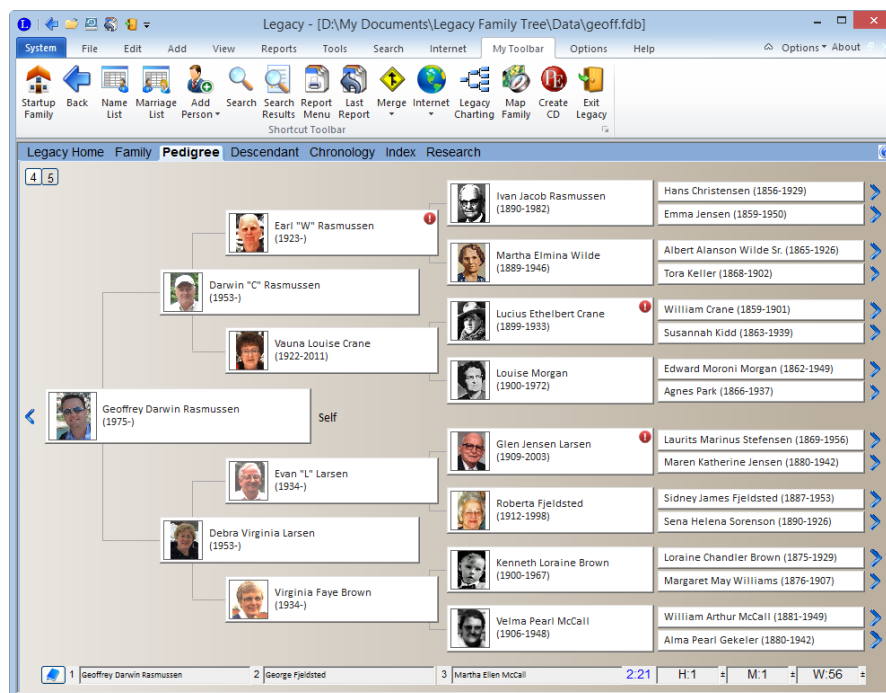 Legacy - [D:\My Documents\Legacy Family Tree\Data\geoff.fdb]
System File Edit Add View Reports Tools Search Internet My Toolbar Options Help Options About
Startup Family
Back
Name List
Marriage List
Add Person
Search
Search Results
Report Menu
Last Report
Merge
Internet
Legacy Charting
Map Family
Create CD
Exit Legacy
Shortcut Toolbar
Legacy Home Family Pedigree Descendant Chronology Index Research
4 5
Geoffrey Darwin Rasmussen
(1975-)
Self
Darwin "C" Rasmussen
(1953-)
Debra Virginia Larsen
(1953-)
Earl "W" Rasmussen
(1923-)
Vauna Louise Crane
(1922-2011)
Evan "L" Larsen
(1934-)
Virginia Faye Brown
(1934-)
Ivan Jacob Rasmussen
(1890-1982)
Martha Elmina Wilde
(1889-1946)
Lucius Ethelbert Crane
(1899-1933)
Louise Morgan
(1900-1972)
Glen Jensen Larsen
(1909-2003)
Roberta Fjeldsted
(1912-1998)
Kenneth Loraine Brown
(1900-1967)
Velma Pearl McCall
(1906-1948)
Hans Christensen (1856-1929)
Emma Jensen (1859-1950)
Albert Alanson Wilde Sr. (1865-1926)
Tora Keller (1868-1902)
William Crane (1859-1901)
Susannah Kidd (1863-1939)
Edward Moroni Morgan (1862-1949)
Agnes Park (1866-1937)
Laurits Marinus Stefensen (1869-1956)
Maren Katherine Jensen (1880-1942)
Sidney James Fjeldsted (1887-1953)
Sena Helena Sorenson (1890-1926)
Loraine Chandler Brown (1875-1929)
Margaret May Williams (1876-1907)
William Arthur McCall (1881-1949)
Alma Pearl Gekeler (1880-1942)
1 Geoffrey Darwin Rasmussen 2 George Fjeldsted 3 Martha Ellen McCall 2:21 H:1 ± M:1 ± W:56 ±